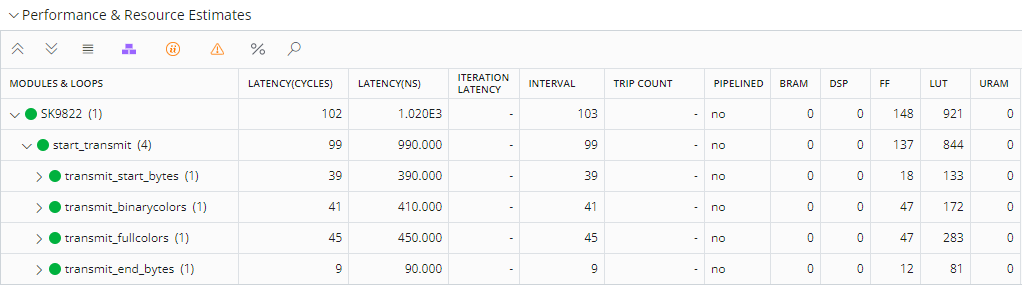 Performance & Resource Estimates
%
MODULES & LOOPS LATENCY(CYCLES) LATENCY(NS) ITERATION LATENCY INTERVAL TRIP COUNT PIPELINED BRAM DSP FF LUT URAM
SK9822 (1) 102 1.020E3 - 103 - no 0 0 148 921 0
start_transmit (4) 99 990.000 - 99 - no 0 0 137 844 0
transmit_start_bytes (1) 39 390.000 - 39 - no 0 0 18 133 0
transmit_binarycolors (1) 41 410.000 - 41 - no 0 0 47 172 0
transmit_fullcolors (1) 45 450.000 - 45 - no 0 0 47 283 0
transmit_end_bytes (1) 9 90.000 - 9 - no 0 0 12 81 0